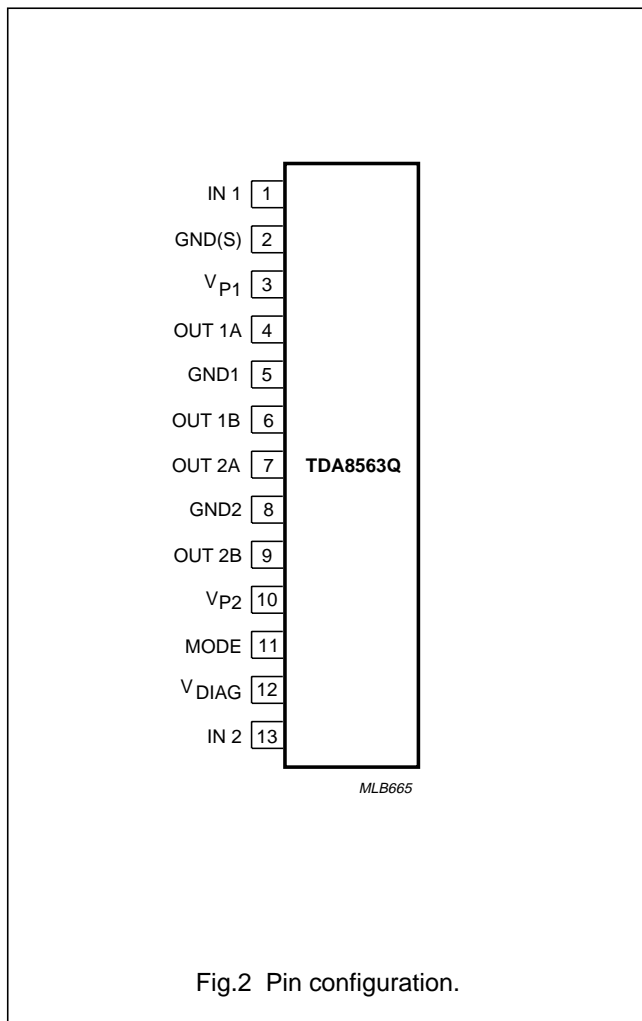 IN 1 1
GND(S) 2
VP1 3
OUT 1A 4
GND1 5
OUT 1B 6
OUT 2A 7 TDA8563Q
GND2 8
OUT 2B 9
VP2 10
MODE 11
VDIAG 12
IN 2 13
MLB665
Fig.2 Pin configuration.